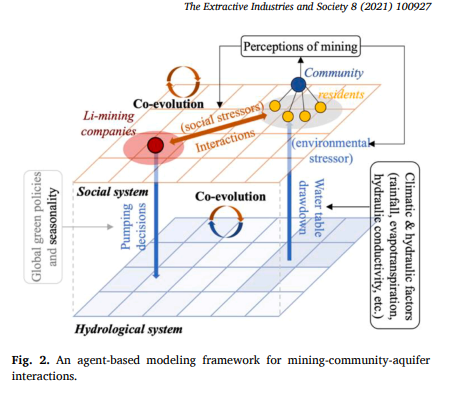 The Extractive Industries and Society 8 (2021) 100927
Perceptions of mining
Community
residents
Co-evolution
Li-mining
companies
(social stressors)
Interactions
(environmental
stressor)
Social system
Co-evolution
Global green policies
and seasonality
Pumping
decisions
Water table
drawdown
Climatic & hydraulic factors
(rainfall, evapotranspiration,
hydraulic conductivity, etc.)
Hydrological system
Fig. 2. An agent-based modeling framework for mining-community-aquifer
interactions.